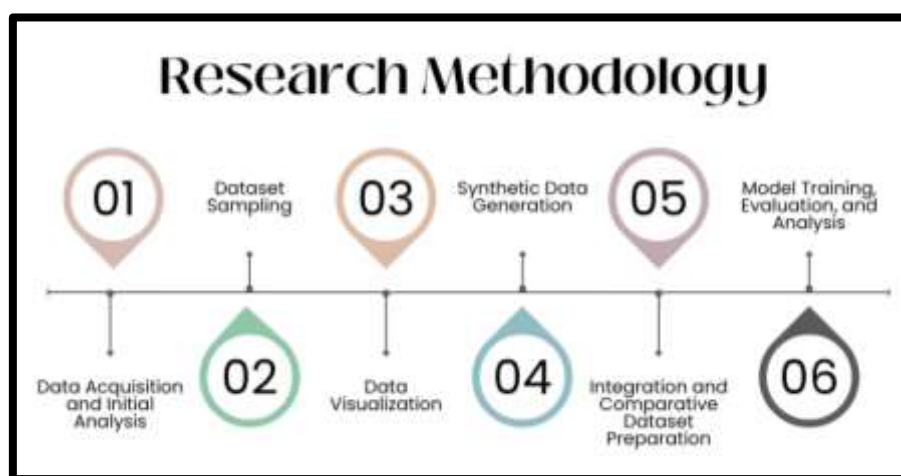 Research Methodology
01
Data Acquisition
and Initial
Analysis
Dataset
Sampling
02
03
Data
Visualization
Synthetic Data
Generation
04
05
Integration and
Comparative
Dataset
Preparation
Model Training,
Evaluation, and
Analysis
06